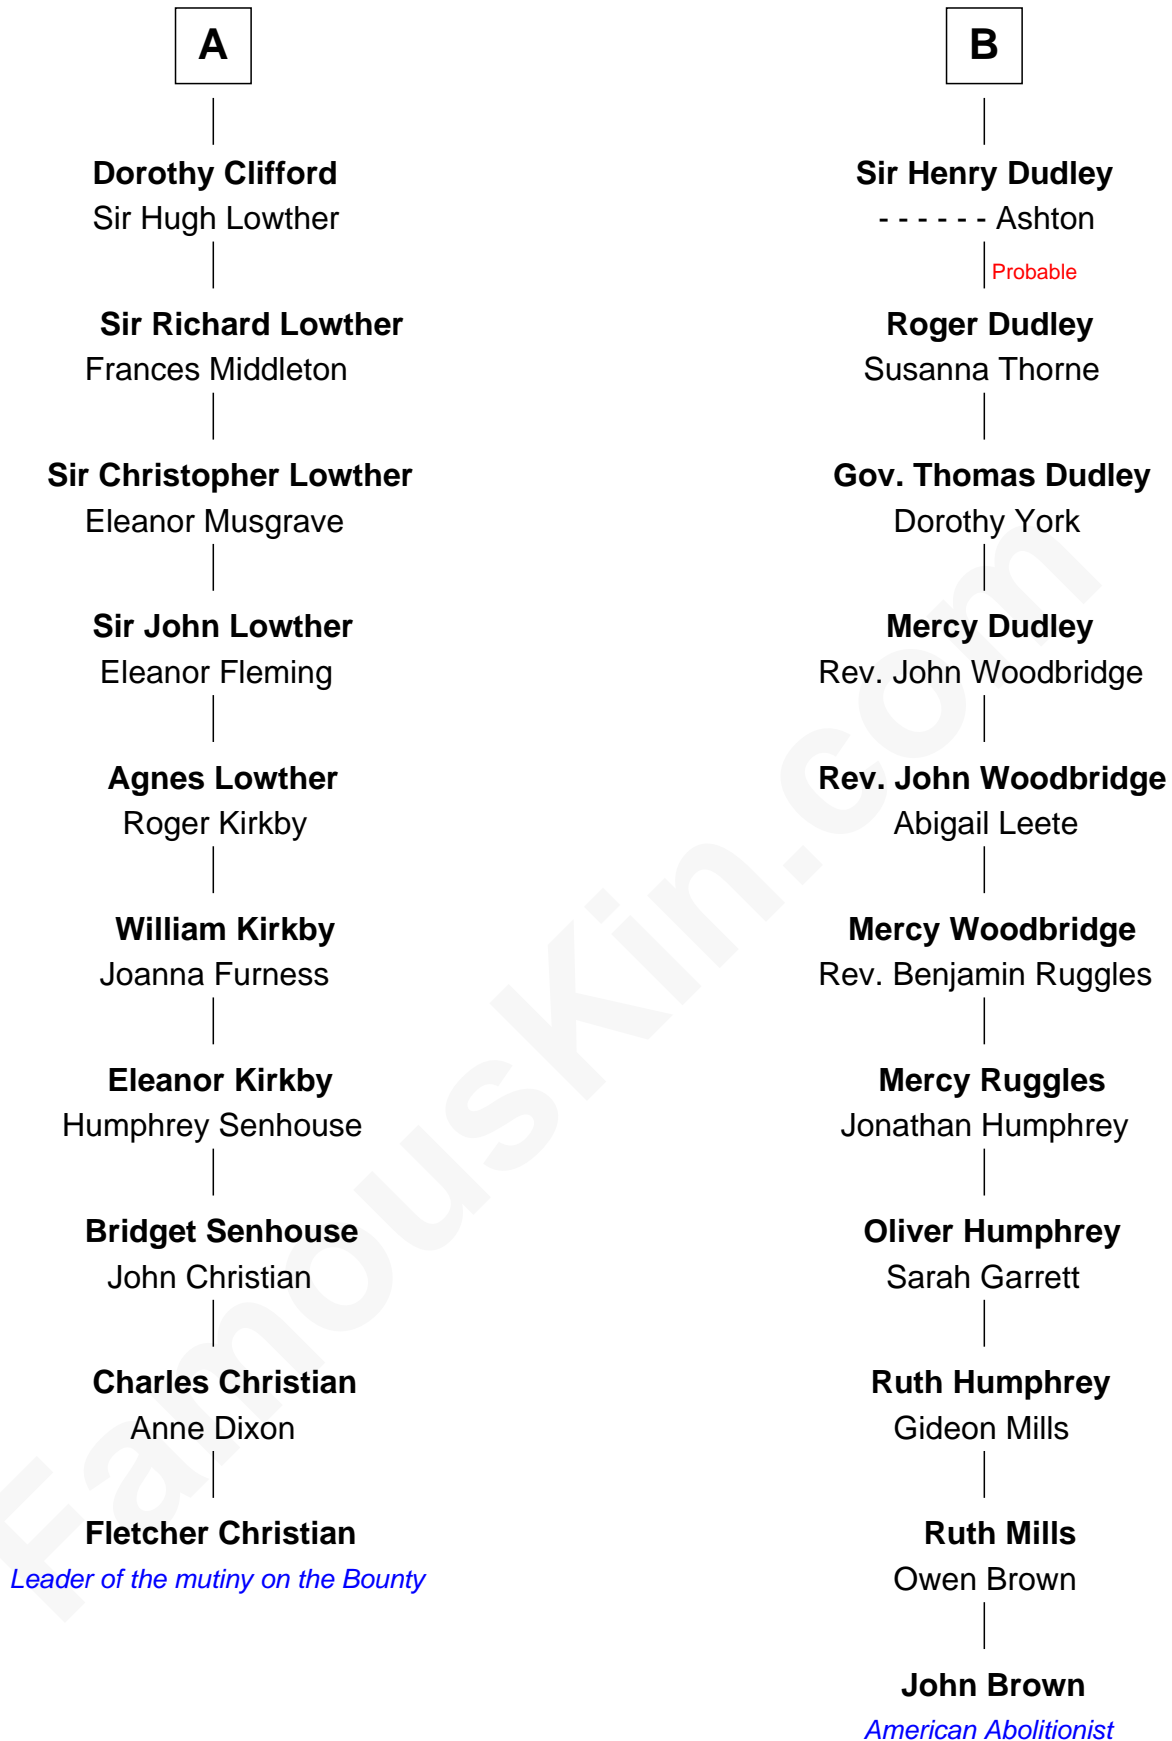 A
Dorothy Clifford
Sir Hugh Lowther
Sir Richard Lowther
Frances Middleton
Sir Christopher Lowther
Eleanor Musgrave
Sir John Lowther
Eleanor Fleming
Agnes Lowther
Roger Kirkby
William Kirkby
Joanna Furness
Eleanor Kirkby
Humphrey Senhouse
Bridget Senhouse
John Christian
Charles Christian
Anne Dixon
Fletcher Christian
Leader of the mutiny on the Bounty
B
Sir Henry Dudley
- - - - - - Ashton
Probable
Roger Dudley
Susanna Thorne
Gov. Thomas Dudley
Dorothy York
Mercy Dudley
Rev. John Woodbridge
Rev. John Woodbridge
Abigail Leete
Mercy Woodbridge
Rev. Benjamin Ruggles
Mercy Ruggles
Jonathan Humphrey
Oliver Humphrey
Sarah Garrett
Ruth Humphrey
Gideon Mills
Ruth Mills
Owen Brown
John Brown
American Abolitionist
FamousKin.com